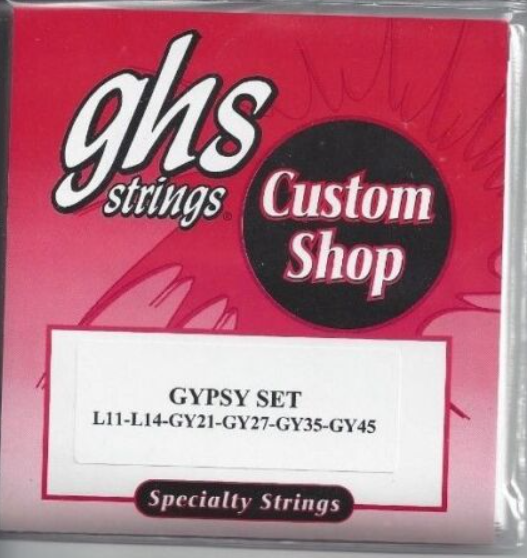 ghs
strings®
Custom
Shop
GYPSY SET
L11-L14-GY21-GY27-GY35-GY45
Specialty Strings